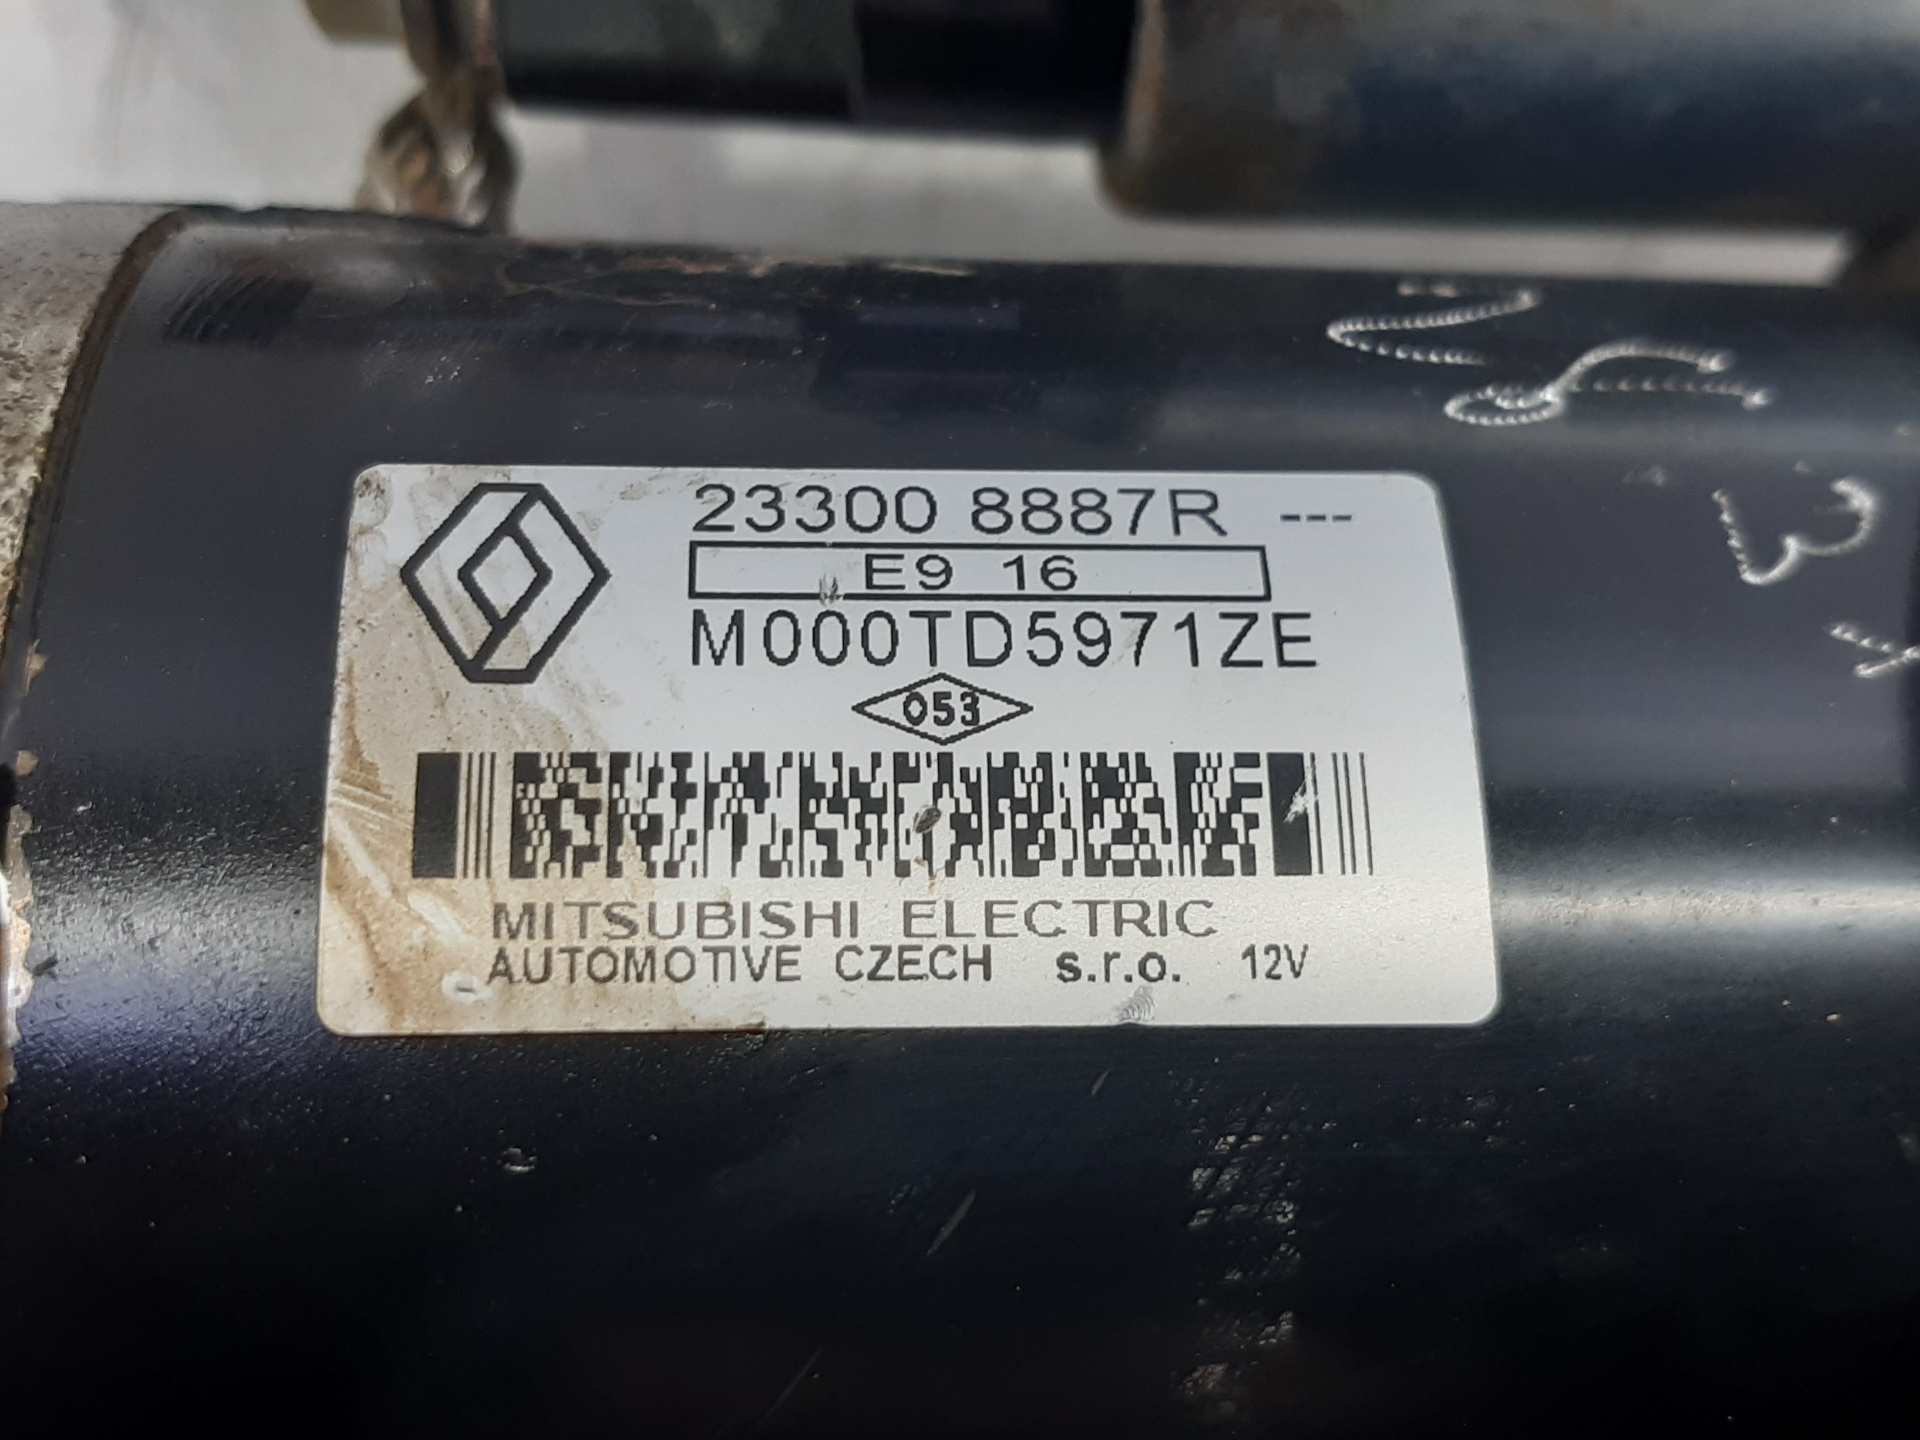 23300 8887R ---
E9 16
M000TD5971ZE
053
MITSUBISHI ELECTRIC
AUTOMOTIVE CZECH s.r.o. 12V